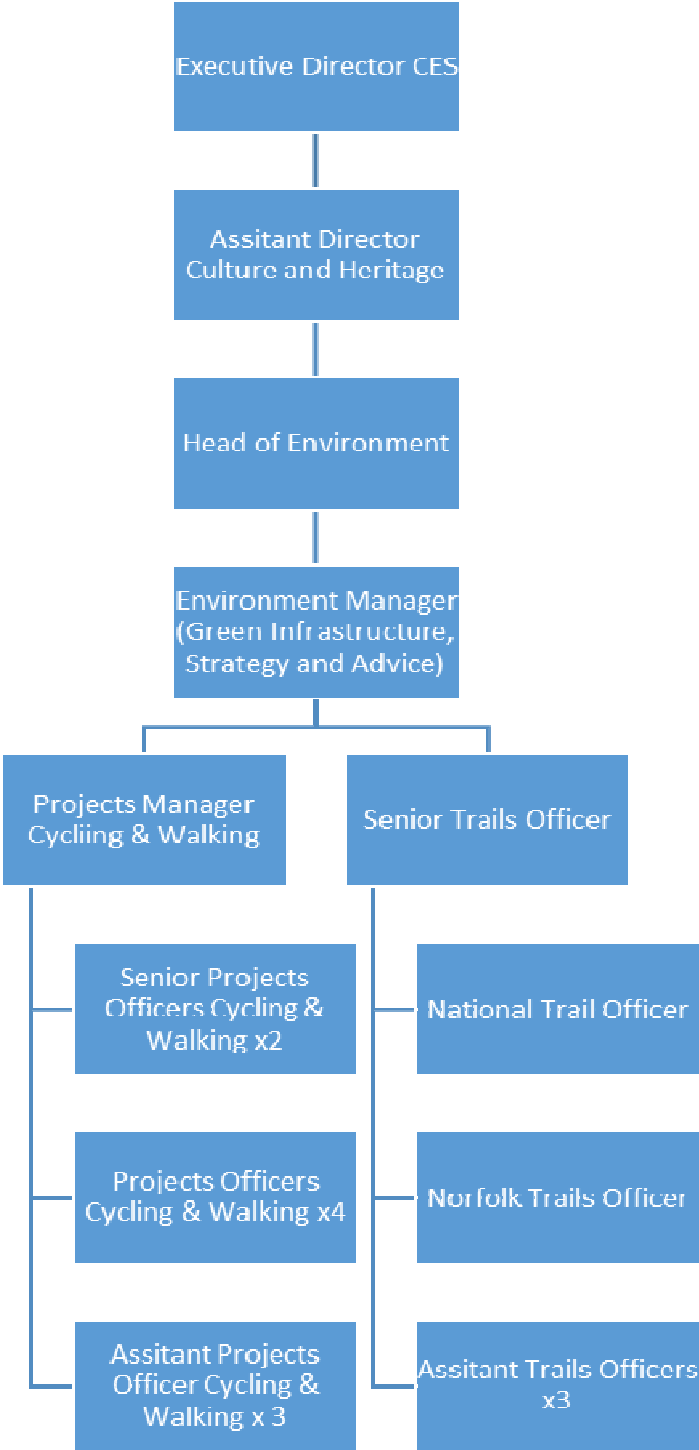 Executive Director CES
Assitant Director
Culture and Heritage
Head of Environment
Environment Manager
(Green Infrastructure,
Strategy and Advice)
Projects Manager
Cycliing & Walking
Senior Projects
Officers Cycling &
Walking x2
Projects Officers
Cycling & Walking x4
Assitant Projects
Officer Cycling &
Walking x 3
Senior Trails Officer
National Trail Officer
Norfolk Trails Officer
Assitant Trails Officers
x3